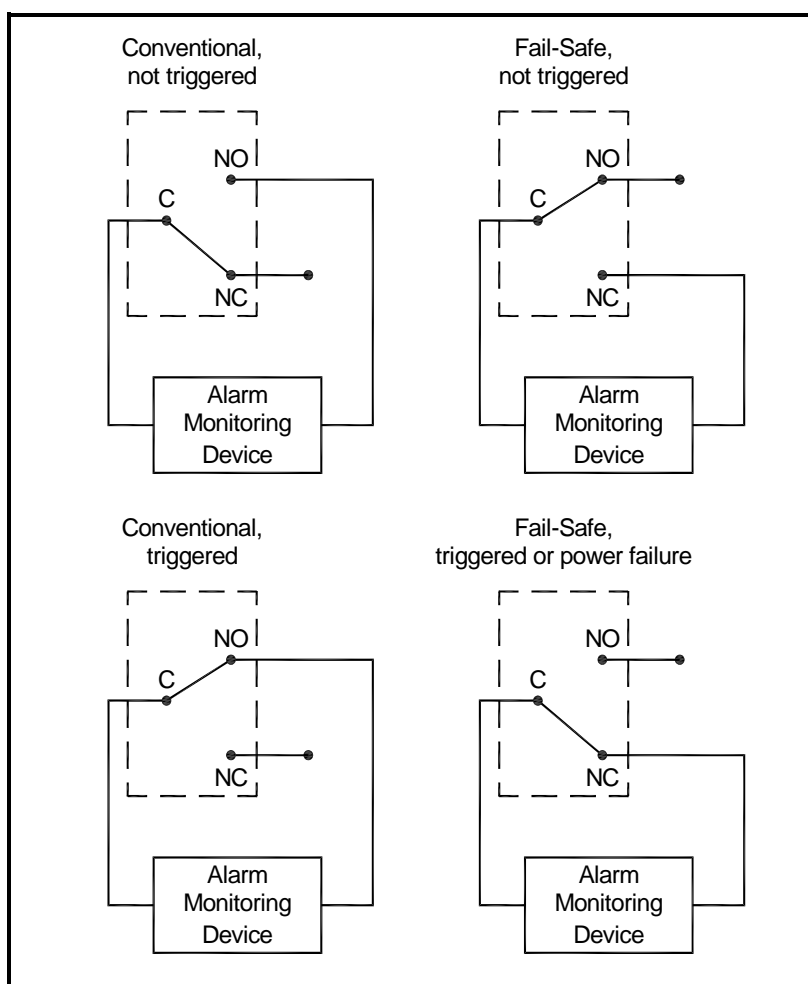 Conventional,
not triggered
NO
C
NC
Alarm
Monitoring
Device
Fail-Safe,
not triggered
NO
C
NC
Alarm
Monitoring
Device
Conventional,
triggered
NO
C
NC
Alarm
Monitoring
Device
Fail-Safe,
triggered or power failure
NO
C
NC
Alarm
Monitoring
Device